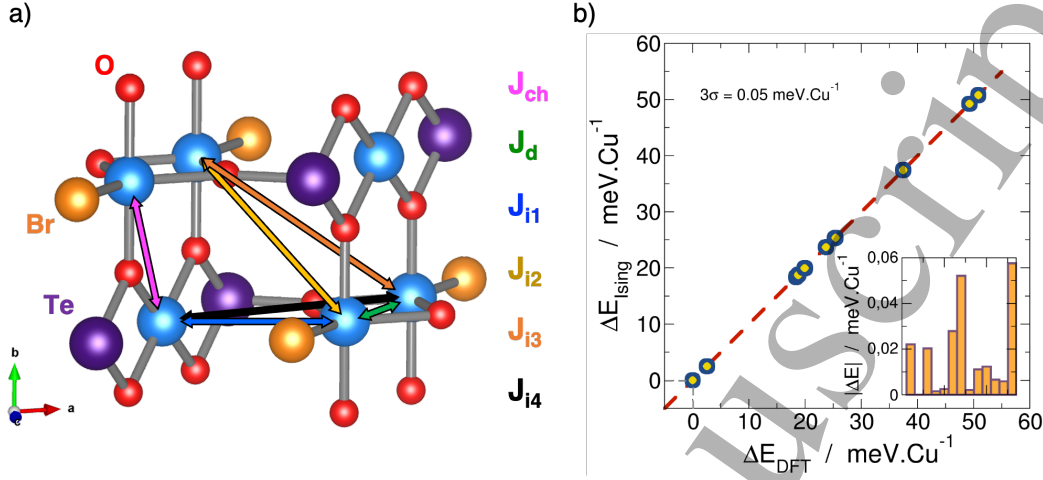 a)
O
Br
Te
b
a
c
J_ch
J_d
J_i1
J_i2
J_i3
J_i4
b)
3σ = 0.05 meV.Cu⁻¹
ΔE_Ising / meV.Cu⁻¹
60
50
40
30
20
10
0
0 10 20 30 40 50 60
ΔE_DFT / meV.Cu⁻¹
|ΔE| / meV.Cu⁻¹
0,06
0,04
0,02
0
uscin